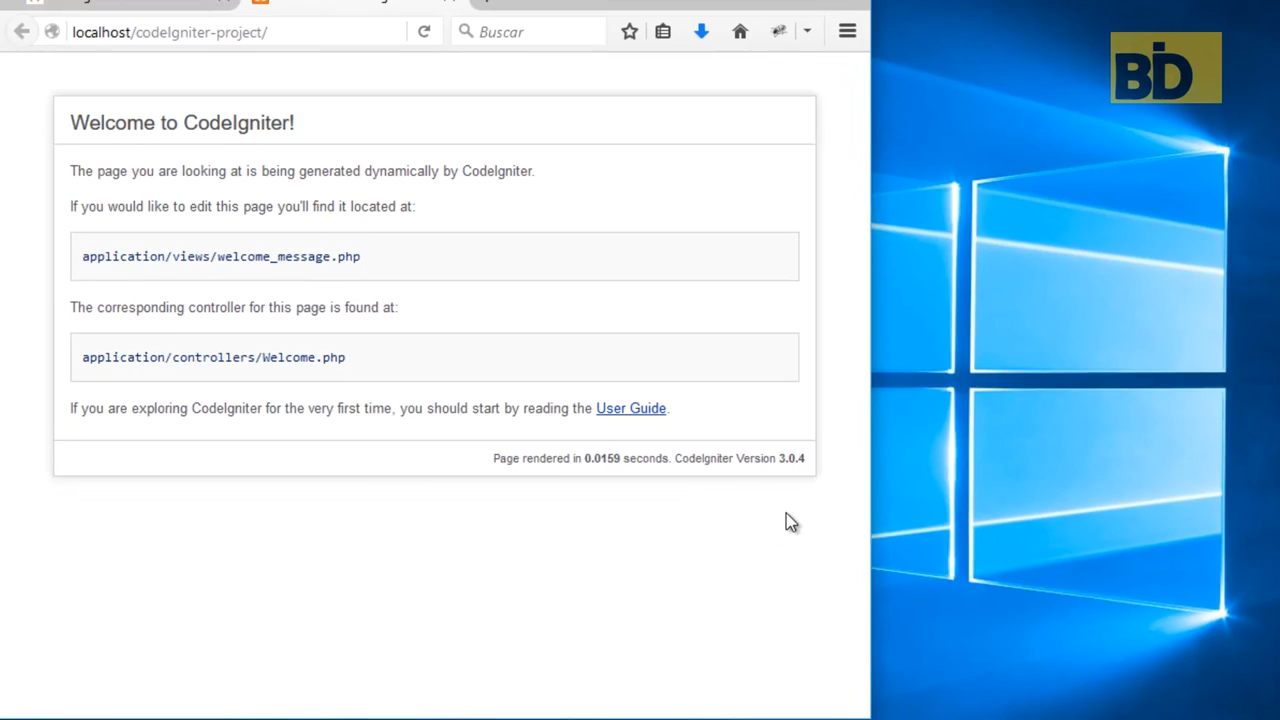 localhost/codeIgniter-project/
Buscar
BID
Welcome to CodeIgniter!
The page you are looking at is being generated dynamically by CodeIgniter.
If you would like to edit this page you'll find it located at:
application/views/welcome_message.php
The corresponding controller for this page is found at:
application/controllers/Welcome.php
If you are exploring CodeIgniter for the very first time, you should start by reading the User Guide.
Page rendered in 0.0159 seconds. CodeIgniter Version 3.0.4